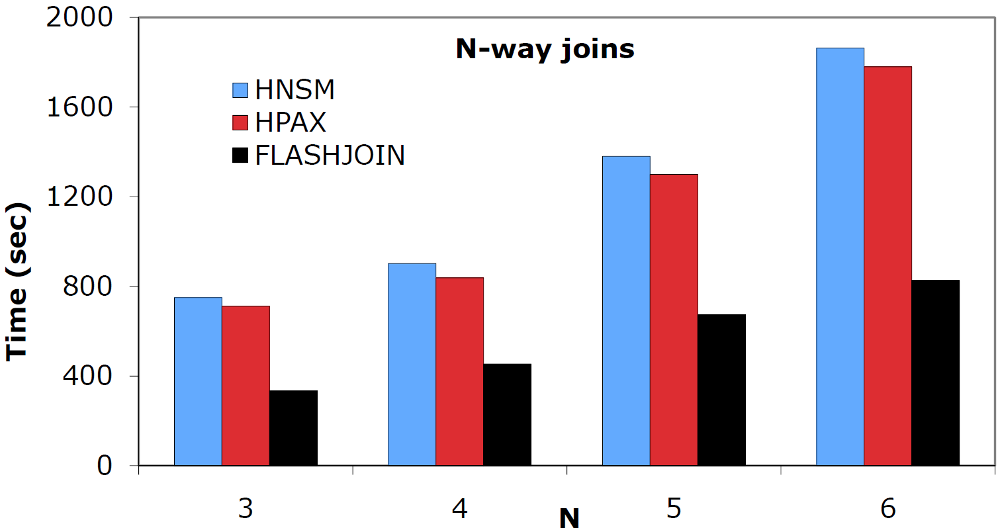 N-way joins
HNSM
HPAX
FLASHJOIN
Time (sec)
2000
1600
1200
800
400
0
3
4
5
6
N